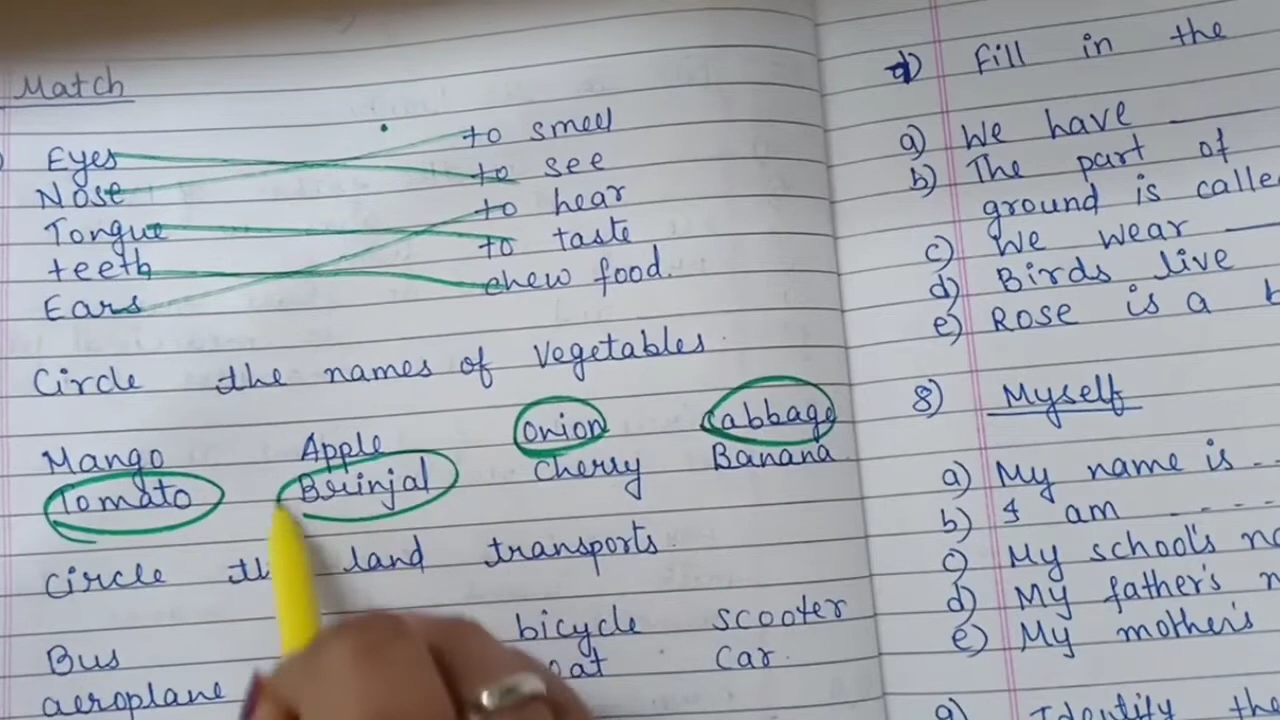 Match
Eyes to smell
Nose to see
Tongue to hear
teeth to taste
Ears chew food.
Circle the names of vegetables
Mango Apple onion cabbage
Tomato Brinjal cherry Banana
Circle land transports
Bus bicycle scooter
aeroplane car
d) Fill in the
a) We have
b) The part of
ground is
c) We wear
d) Birds live
e) Rose is a
8) Myself
a) My name is
b) I am
c) My school's
d) My father's
e) My mother's
9) Identify the